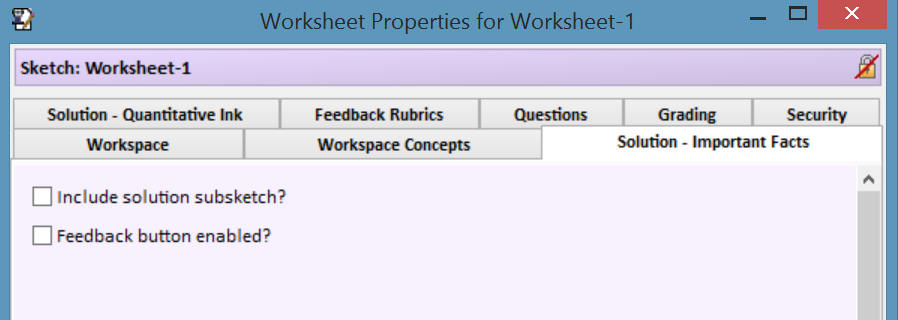 Worksheet Properties for Worksheet-1
Sketch: Worksheet-1
Solution - Quantitative Ink Feedback Rubrics Questions Grading Security
Workspace Workspace Concepts Solution - Important Facts
Include solution subsketch?
Feedback button enabled?